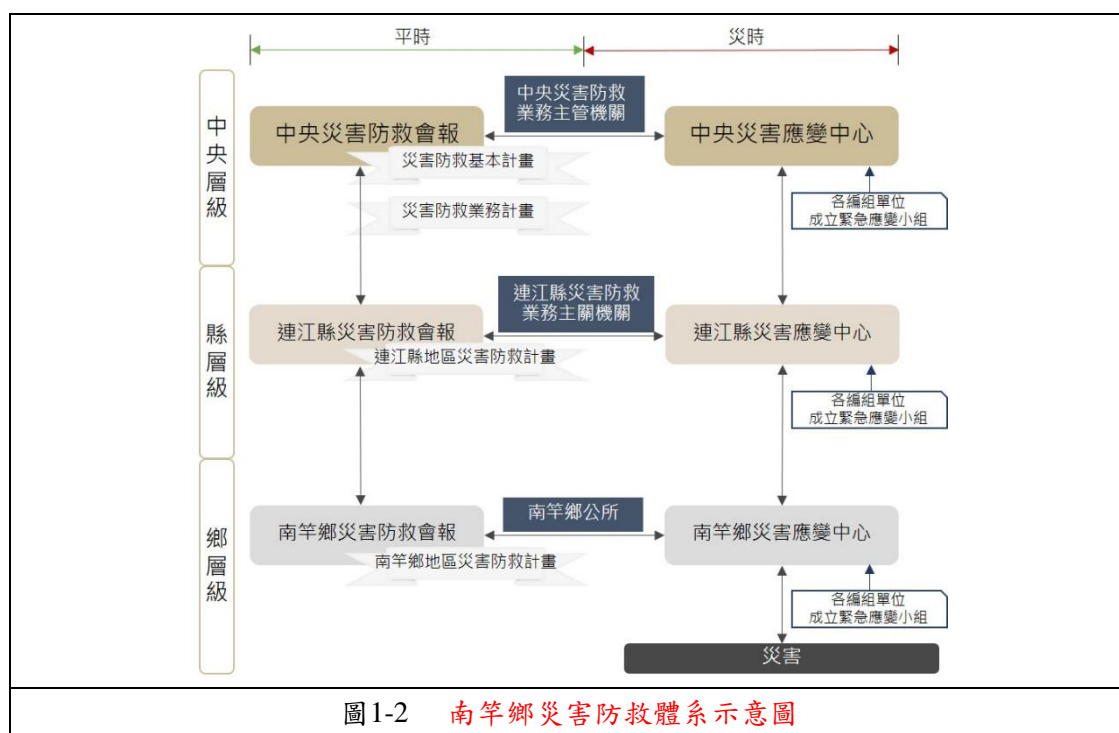 平時
災時
中央層級
中央災害防救會報
中央災害防救
業務主管機關
中央災害應變中心
災害防救基本計畫
災害防救業務計畫
各編組單位
成立緊急應變小組
縣層級
連江縣災害防救會報
連江縣災害防救
業務主關機關
連江縣災害應變中心
連江縣地區災害防救計畫
各編組單位
成立緊急應變小組
鄉層級
南竿鄉災害防救會報
南竿鄉公所
南竿鄉災害應變中心
南竿鄉地區災害防救計畫
各編組單位
成立緊急應變小組
災害
圖1-2 南竿鄉災害防救體系示意圖